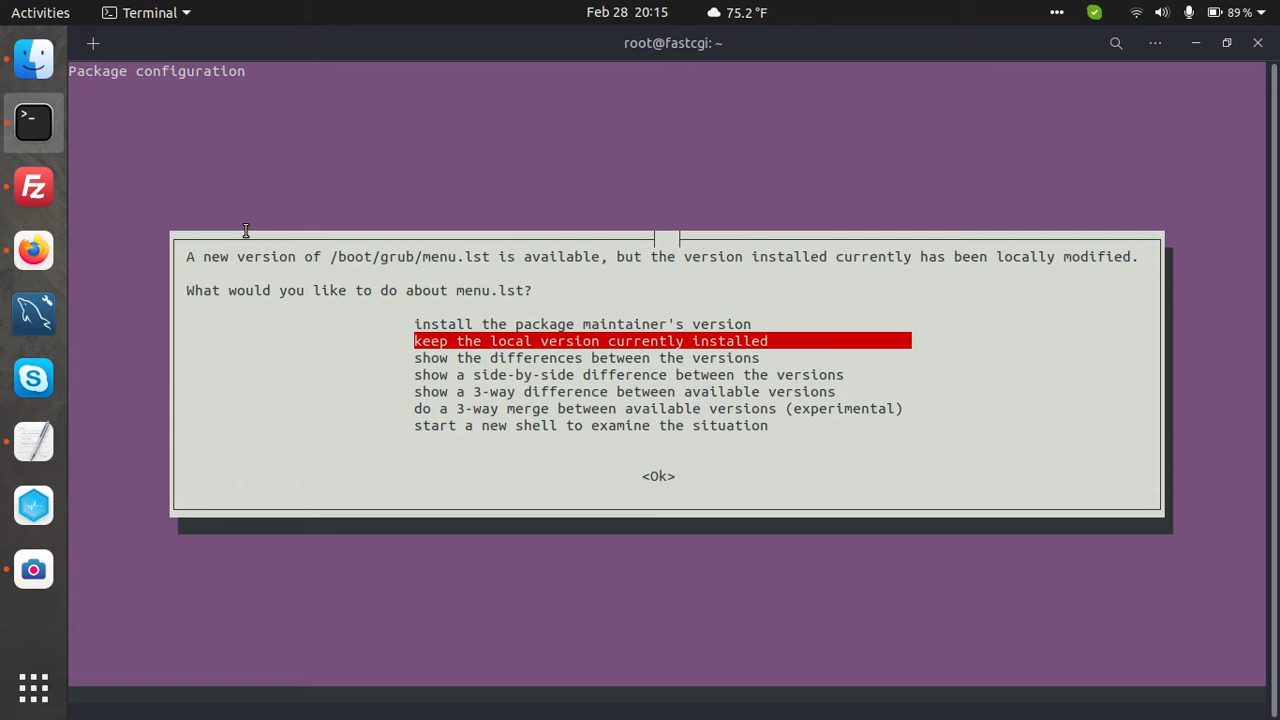 Activities
Terminal
Feb 28 20:15
75.2 °F
89 %
root@fastcgi: ~
Package configuration
A new version of /boot/grub/menu.lst is available, but the version installed currently has been locally modified.
What would you like to do about menu.lst?
install the package maintainer's version
keep the local version currently installed
show the differences between the versions
show a side-by-side difference between the versions
show a 3-way difference between available versions
do a 3-way merge between available versions (experimental)
start a new shell to examine the situation
<Ok>